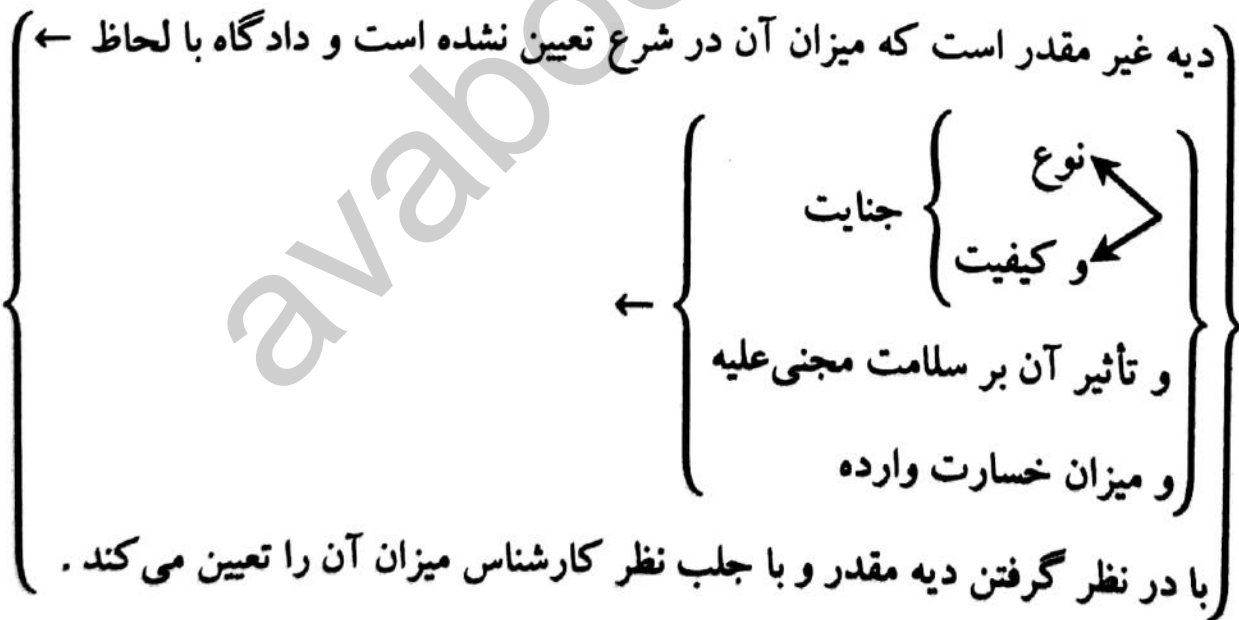 دیه غیر مقدر است که میزان آن در شرع تعیین نشده است و دادگاه با لحاظ ←
نوع
جنایت
و کیفیت
←
و تأثیر آن بر سلامت مجنی‌علیه
و میزان خسارت وارده
با در نظر گرفتن دیه مقدر و با جلب نظر کارشناس میزان آن را تعیین می‌کند .